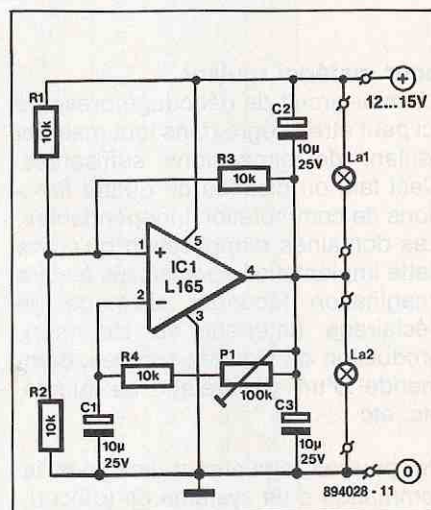 R1
10k
C2
10µ
25V
+
12...15V
R3
10k
La1
+
5
IC1
L165
4
2
−
3
R4
10k
P1
100k
La2
R2
10k
C1
10µ
25V
C3
10µ
25V
0
894028 - 11